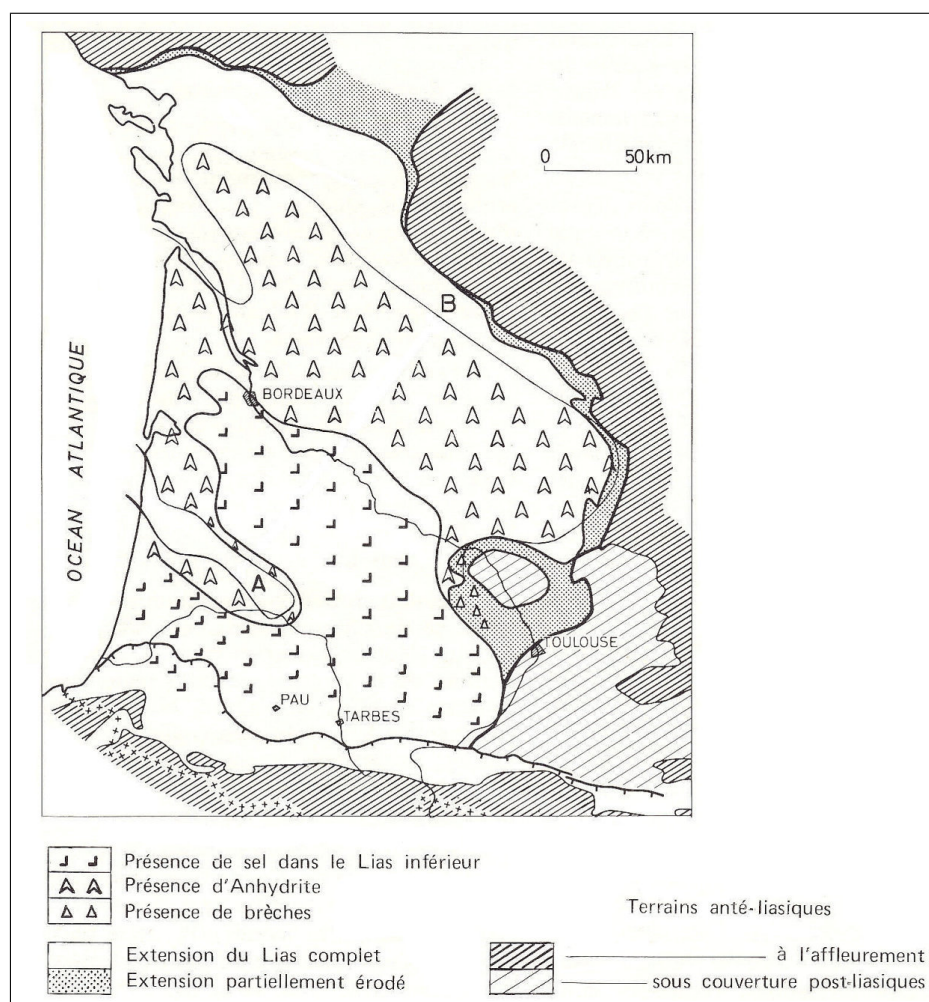 0 50km
B
OCEAN ATLANTIQUE
BORDEAUX
TOULOUSE
PAU
TARBES
Présence de sel dans le Lias inférieur
Présence d'Anhydrite
Présence de brèches
Terrains anté-liasiques
Extension du Lias complet
à l'affleurement
Extension partiellement érodé
sous couverture post-liasiques